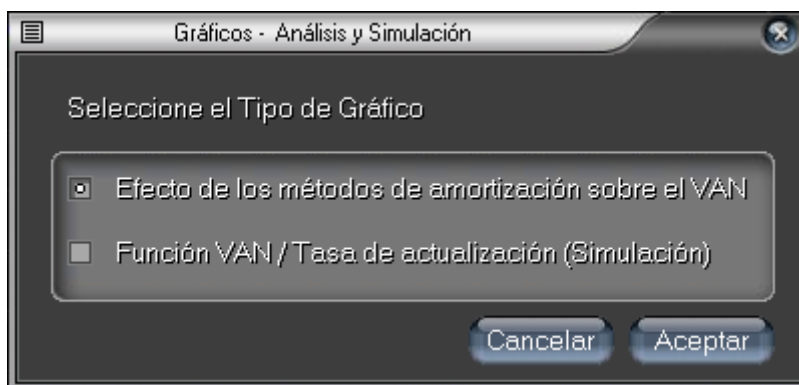 Gráficos - Análisis y Simulación
Seleccione el Tipo de Gráfico
Efecto de los métodos de amortización sobre el VAN
Función VAN / Tasa de actualización (Simulación)
Cancelar Aceptar